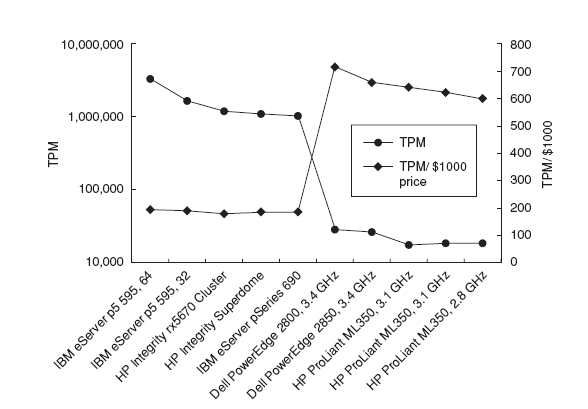 10,000,000
1,000,000
100,000
10,000
TPM
800
700
600
500
400
300
200
100
0
TPM/ $1000
TPM
TPM/ $1000
price
IBM eServer p5 595, 64
IBM eServer p5 595, 32
HP Integrity rx5670 Cluster
HP Integrity Superdome
IBM eServer pSeries 690
Dell PowerEdge 2800, 3.4 GHz
Dell PowerEdge 2850, 3.4 GHz
HP ProLiant ML350, 3.1 GHz
HP ProLiant ML350, 3.1 GHz
HP ProLiant ML350, 2.8 GHz